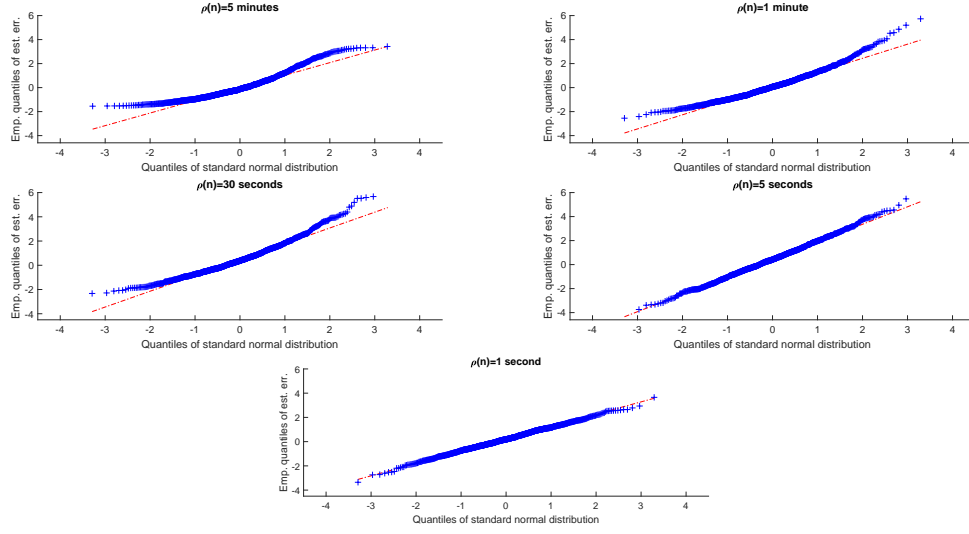 ρ(n)=5 minutes
Emp. quantiles of est. err.
6
4
2
0
-2
-4
-4 -3 -2 -1 0 1 2 3 4
Quantiles of standard normal distribution
ρ(n)=1 minute
Emp. quantiles of est. err.
6
4
2
0
-2
-4
-4 -3 -2 -1 0 1 2 3 4
Quantiles of standard normal distribution
ρ(n)=30 seconds
Emp. quantiles of est. err.
6
4
2
0
-2
-4
-4 -3 -2 -1 0 1 2 3 4
Quantiles of standard normal distribution
ρ(n)=5 seconds
Emp. quantiles of est. err.
6
4
2
0
-2
-4
-4 -3 -2 -1 0 1 2 3 4
Quantiles of standard normal distribution
ρ(n)=1 second
Emp. quantiles of est. err.
6
4
2
0
-2
-4
-4 -3 -2 -1 0 1 2 3 4
Quantiles of standard normal distribution